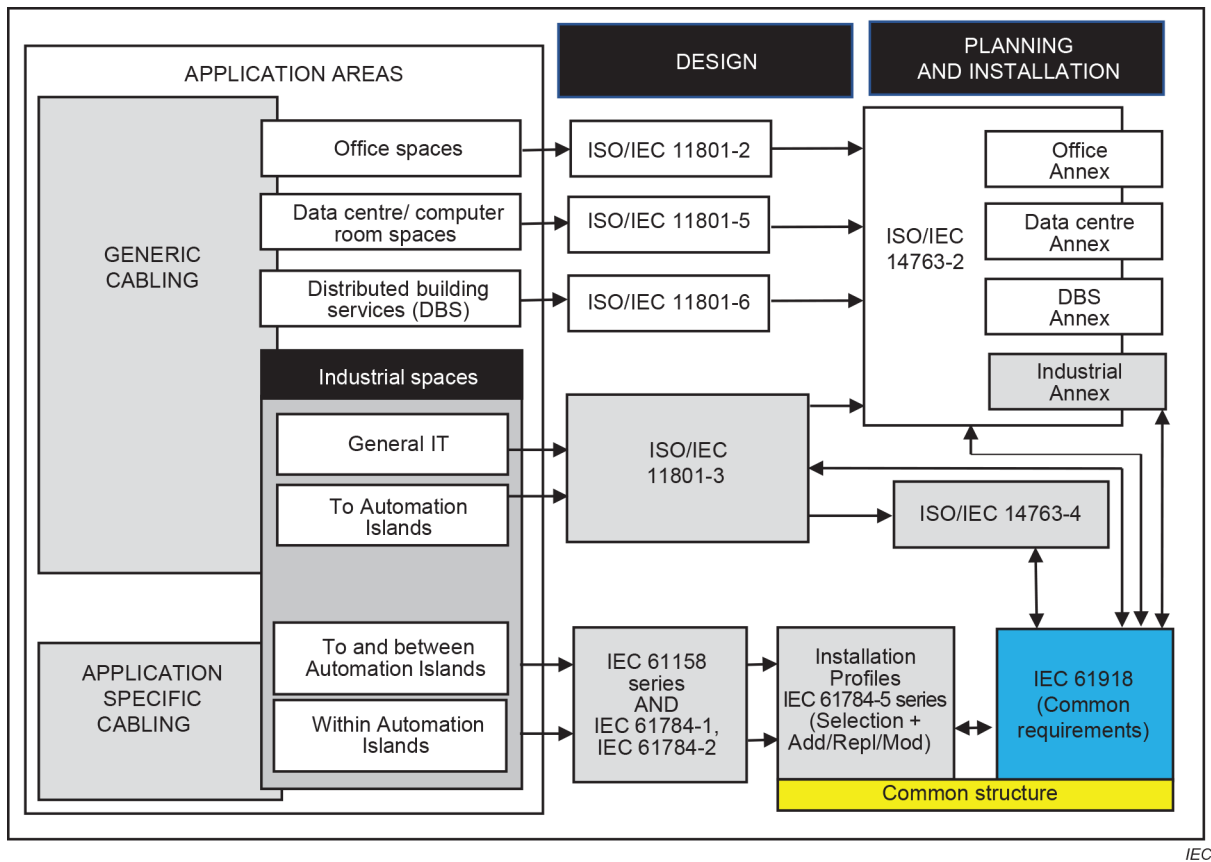 APPLICATION AREAS
DESIGN
PLANNING
AND INSTALLATION
GENERIC
CABLING
Office spaces
ISO/IEC 11801-2
Data centre/ computer
room spaces
ISO/IEC 11801-5
Distributed building
services (DBS)
ISO/IEC 11801-6
ISO/IEC
14763-2
Office
Annex
Data centre
Annex
DBS
Annex
Industrial
Annex
Industrial spaces
General IT
To Automation
Islands
ISO/IEC
11801-3
ISO/IEC 14763-4
APPLICATION
SPECIFIC
CABLING
To and between
Automation Islands
Within Automation
Islands
IEC 61158
series
AND
IEC 61784-1,
IEC 61784-2
Installation
Profiles
IEC 61784-5 series
(Selection +
Add/Repl/Mod)
IEC 61918
(Common
requirements)
Common structure
IEC